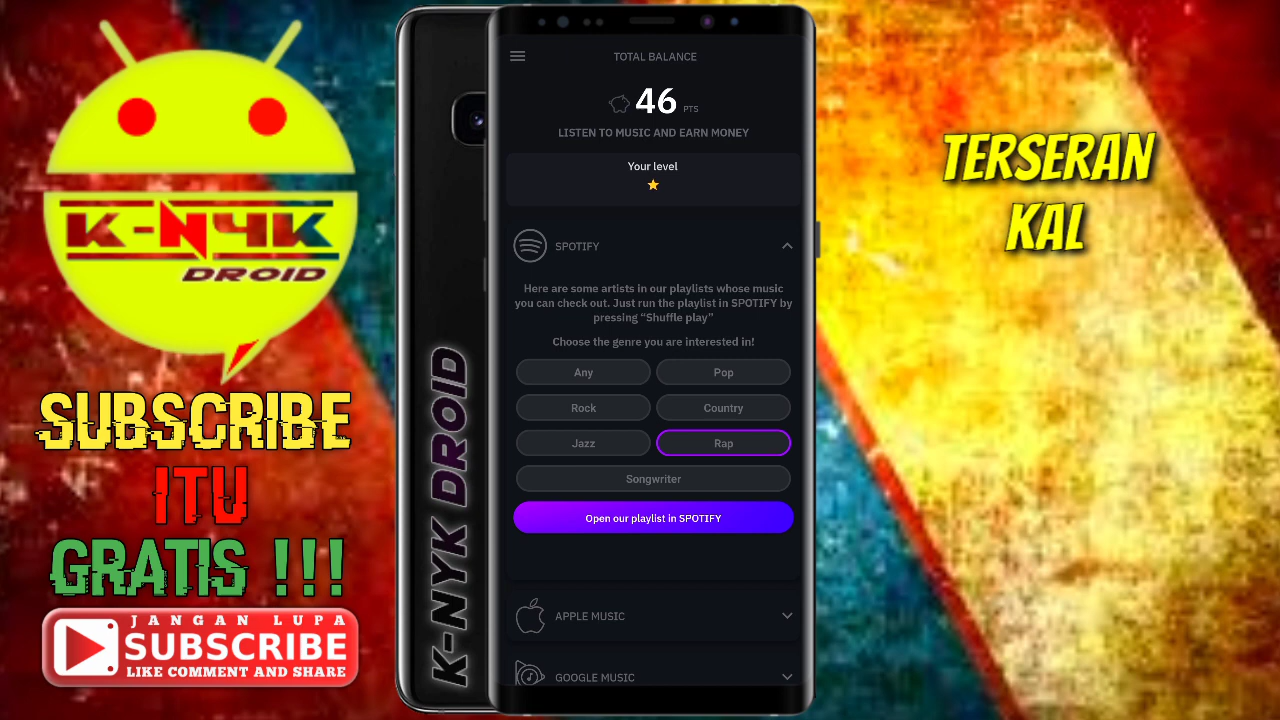 K-NYK
DROID
SUBSCRIBE
ITU
GRATIS !!!
JANGAN LUPA
SUBSCRIBE
LIKE COMMENT AND SHARE
K-NYK DROID
TOTAL BALANCE
46 PTS
LISTEN TO MUSIC AND EARN MONEY
Your level
SPOTIFY
Here are some artists in our playlists whose music
you can check out. Just run the playlist in SPOTIFY by
pressing “Shuffle play”
Choose the genre you are interested in!
Any Pop
Rock Country
Jazz Rap
Songwriter
Open our playlist in SPOTIFY
APPLE MUSIC
GOOGLE MUSIC
TERSERAN
KAL